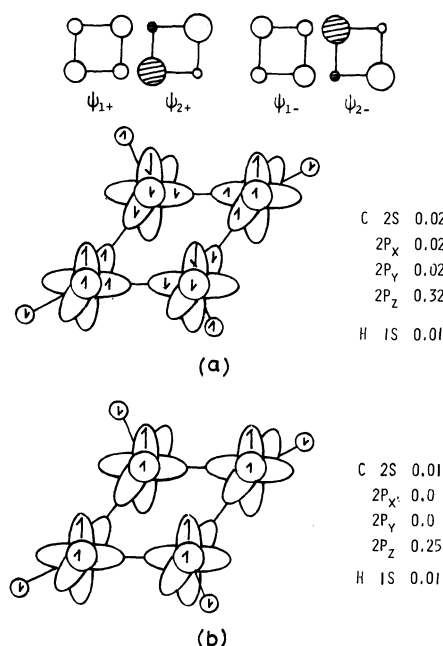 ψ1+ ψ2+ ψ1- ψ2-
C 2S 0.02
2Px 0.02
2Py 0.02
2Pz 0.32
H 1S 0.01
(a)
C 2S 0.01
2Px 0.0
2Py 0.0
2Pz 0.25
H 1S 0.01
(b)